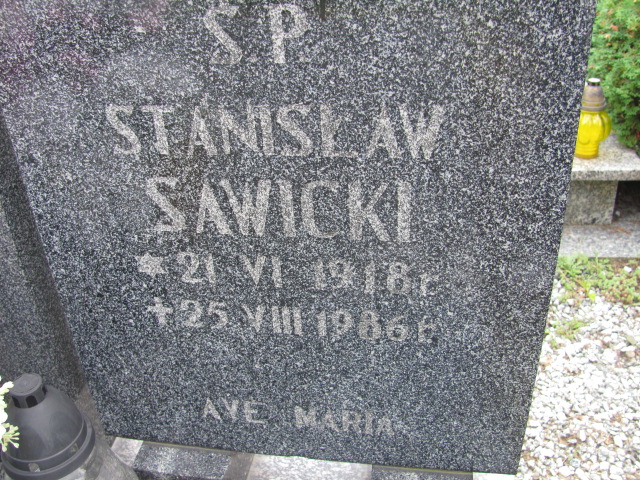 Ś.P.
STANISŁAW
SAWICKI
* 21 VI 1918 r.
✝ 25 VIII 1986 r.
AVE MARIA